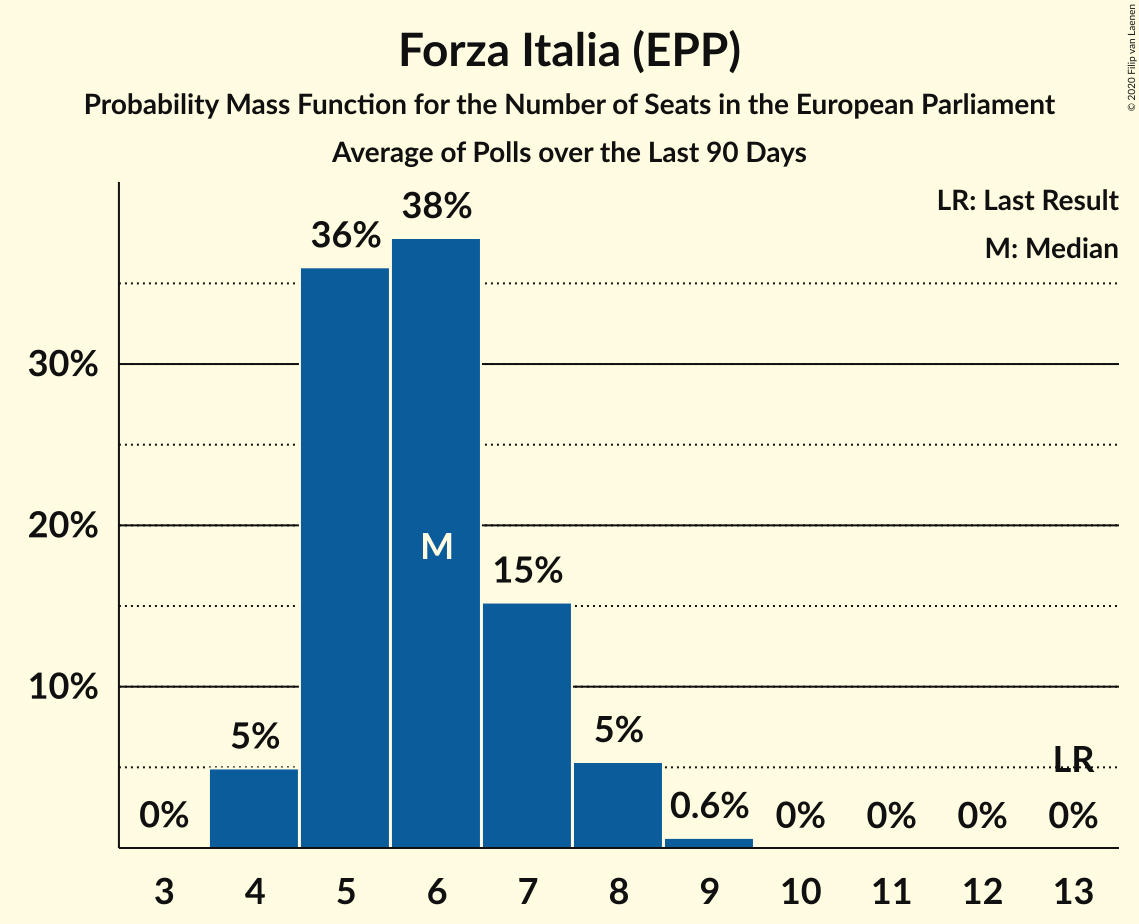 Forza Italia (EPP)
Probability Mass Function for the Number of Seats in the European Parliament
Average of Polls over the Last 90 Days
© 2020 Filip van Laenen
LR: Last Result
M: Median
38%
36%
30%
20%
M
15%
10%
5%
5%
LR
0%
0.6%
0%
0%
0%
0%
3 4 5 6 7 8 9 10 11 12 13